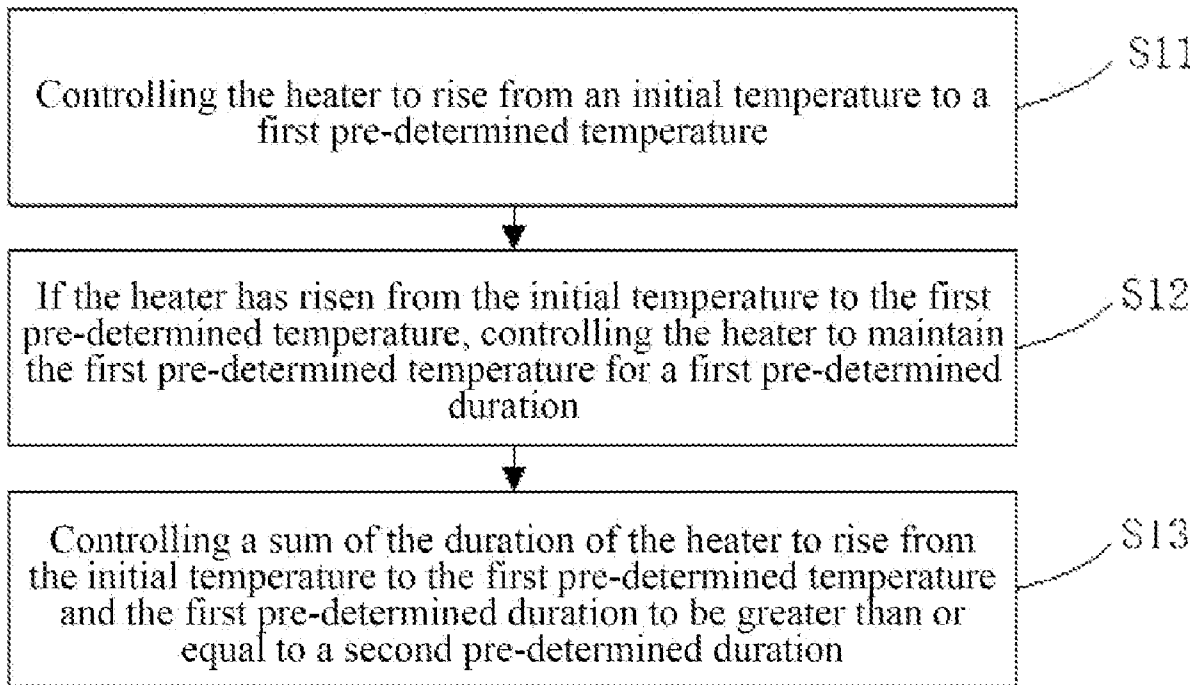 S11
Controlling the heater to rise from an initial temperature to a
first pre-determined temperature
S12
If the heater has risen from the initial temperature to the first
pre-determined temperature, controlling the heater to maintain
the first pre-determined temperature for a first pre-determined
duration
S13
Controlling a sum of the duration of the heater to rise from
the initial temperature to the first pre-determined temperature
and the first pre-determined duration to be greater than or
equal to a second pre-determined duration